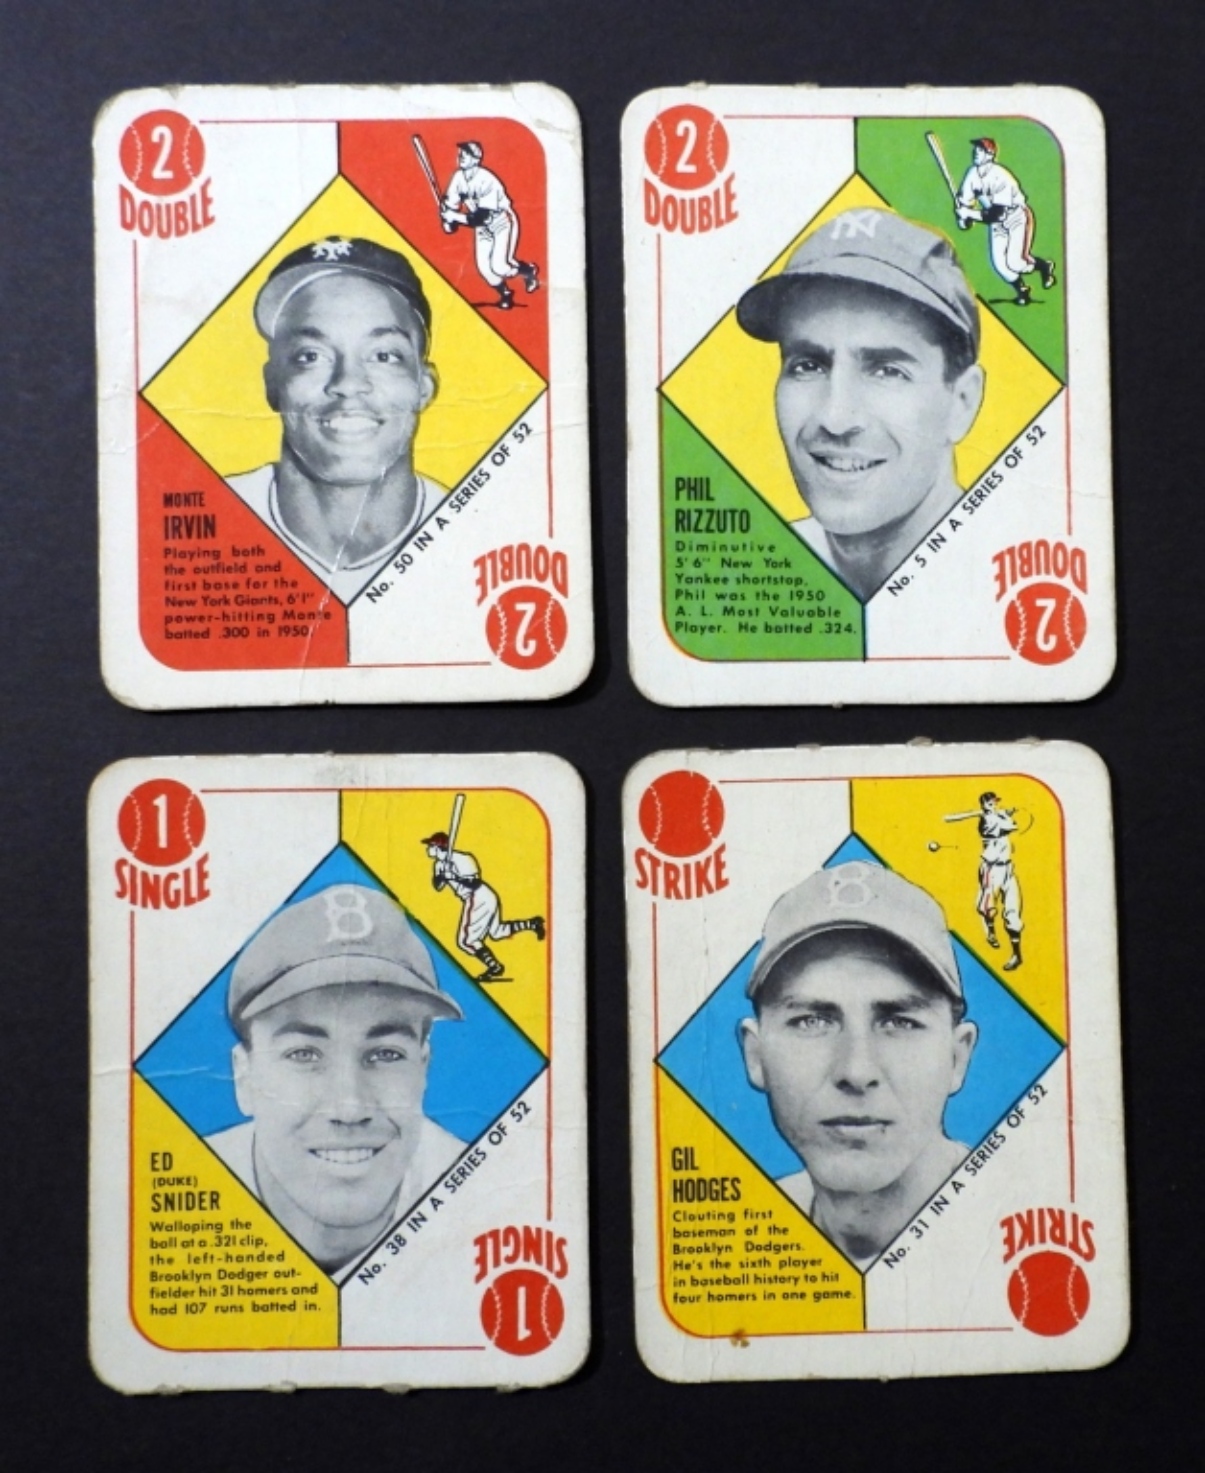 2
DOUBLE
MONTE
IRVIN
Playing both
the outfield and
first base for the
New York Giants, 6'1"
power-hitting Monte
batted .300 in 1950.
No. 50 IN A SERIES OF 52
DOUBLE
2
2
DOUBLE
NY
PHIL
RIZZUTO
Diminutive
5'6" New York
Yankee shortstop,
Phil was the 1950
A. L. Most Valuable
Player. He batted .324.
No. 5 IN A SERIES OF 52
DOUBLE
2
1
SINGLE
B
ED
(DUKE)
SNIDER
Walloping the
ball at a .321 clip,
the left-handed
Brooklyn Dodger out-
fielder hit 31 homers and
had 107 runs batted in.
No. 38 IN A SERIES OF 52
SINGLE
1
STRIKE
B
GIL
HODGES
Clouting first
baseman of the
Brooklyn Dodgers.
He's the sixth player
in baseball history to hit
four homers in one game.
No. 31 IN A SERIES OF 52
STRIKE